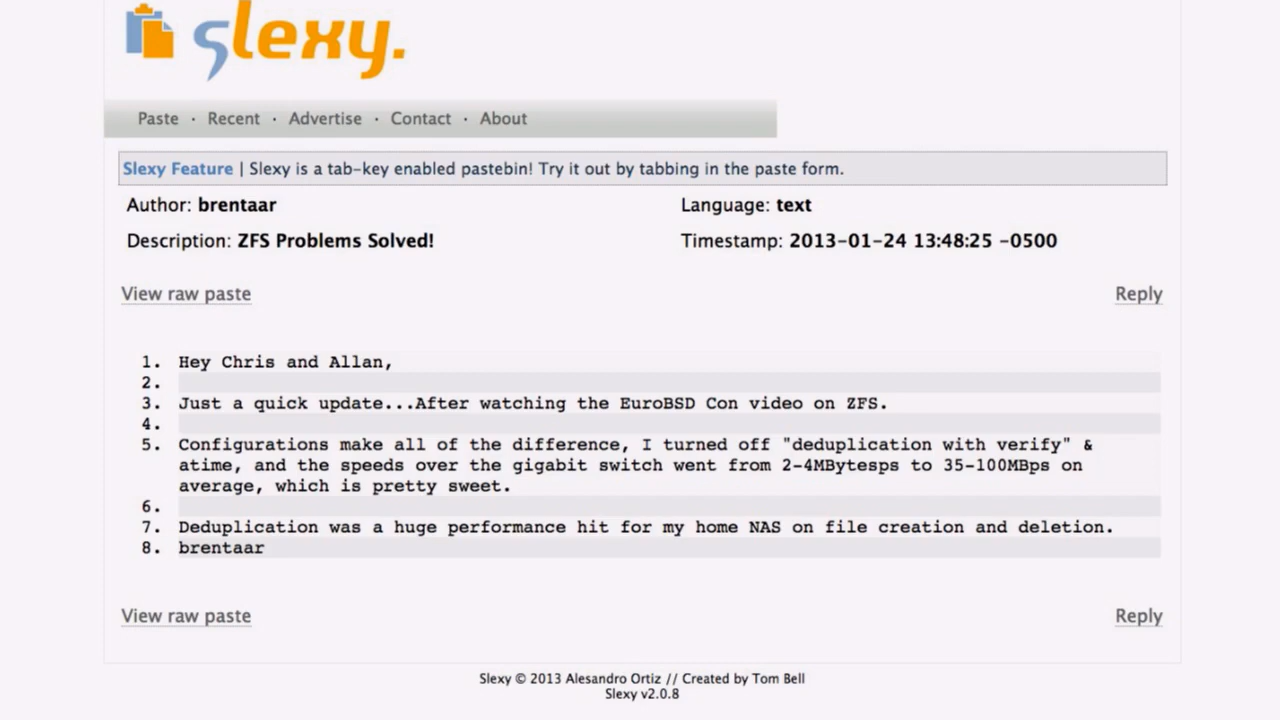 slexy.
Paste · Recent · Advertise · Contact · About
Slexy Feature | Slexy is a tab-key enabled pastebin! Try it out by tabbing in the paste form.
Author: brentaar Language: text
Description: ZFS Problems Solved! Timestamp: 2013-01-24 13:48:25 -0500
View raw paste Reply
1. Hey Chris and Allan,
2.
3. Just a quick update...After watching the EuroBSD Con video on ZFS.
4.
5. Configurations make all of the difference, I turned off "deduplication with verify" &
atime, and the speeds over the gigabit switch went from 2-4MBytesps to 35-100MBps on
average, which is pretty sweet.
6.
7. Deduplication was a huge performance hit for my home NAS on file creation and deletion.
8. brentaar
View raw paste Reply
Slexy © 2013 Alesandro Ortiz // Created by Tom Bell
Slexy v2.0.8